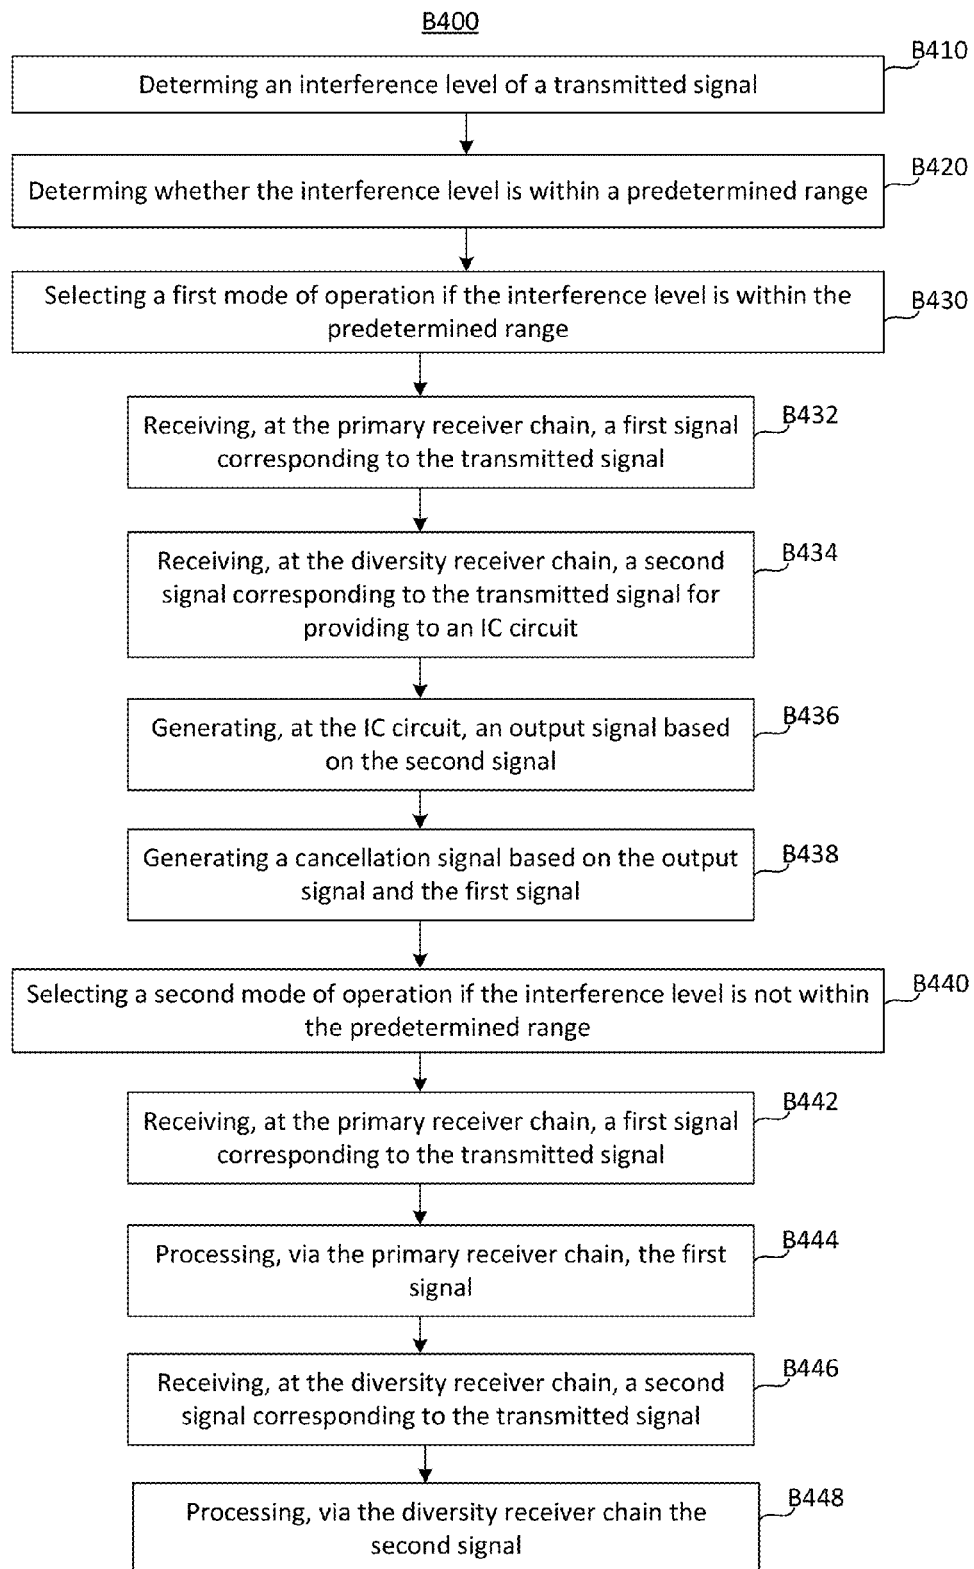 B400
B410
Determing an interference level of a transmitted signal
B420
Determing whether the interference level is within a predetermined range
Selecting a first mode of operation if the interference level is within the
predetermined range
B430
B432
Receiving, at the primary receiver chain, a first signal
corresponding to the transmitted signal
B434
Receiving, at the diversity receiver chain, a second
signal corresponding to the transmitted signal for
providing to an IC circuit
B436
Generating, at the IC circuit, an output signal based
on the second signal
B438
Generating a cancellation signal based on the output
signal and the first signal
B440
Selecting a second mode of operation if the interference level is not within
the predetermined range
B442
Receiving, at the primary receiver chain, a first signal
corresponding to the transmitted signal
B444
Processing, via the primary receiver chain, the first
signal
B446
Receiving, at the diversity receiver chain, a second
signal corresponding to the transmitted signal
B448
Processing, via the diversity receiver chain the
second signal